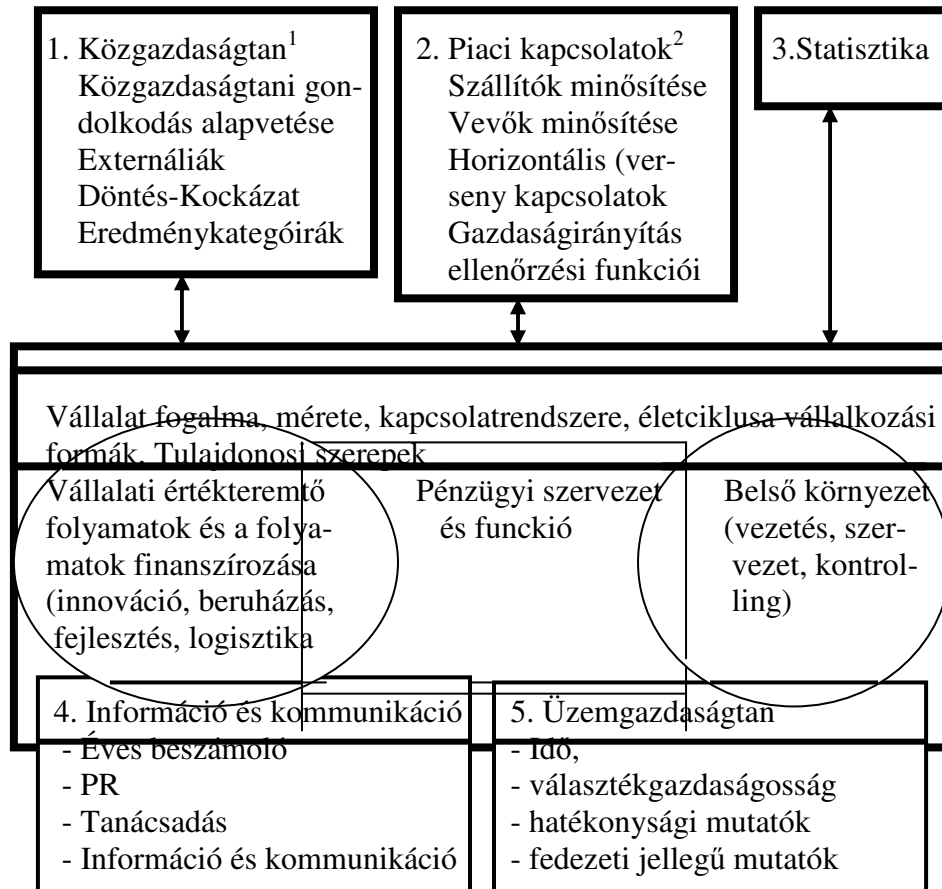 1. Közgazdaságtan1
Közgazdaságtani gon-
dolkodás alapvetése
Externáliák
Döntés-Kockázat
Eredménykategóirák
2. Piaci kapcsolatok2
Szállítók minősítése
Vevők minősítése
Horizontális (ver-
seny kapcsolatok
Gazdaságirányítás
ellenőrzési funkciói
3.Statisztika
Vállalat fogalma, mérete, kapcsolatrendszere, életciklusa vállalkozási
formák. Tulajdonosi szerepek
Vállalati értékteremtő
folyamatok és a folya-
matok finanszírozása
(innováció, beruházás,
fejlesztés, logisztika
Pénzügyi szervezet
és funckió
Belső környezet
(vezetés, szer-
vezet, kontrol-
ling)
4. Információ és kommunikáció
- Éves beszámoló
- PR
- Tanácsadás
- Információ és kommunikáció
5. Üzemgazdaságtan
- Idő,
- választékgazdaságosság
- hatékonysági mutatók
- fedezeti jellegű mutatók